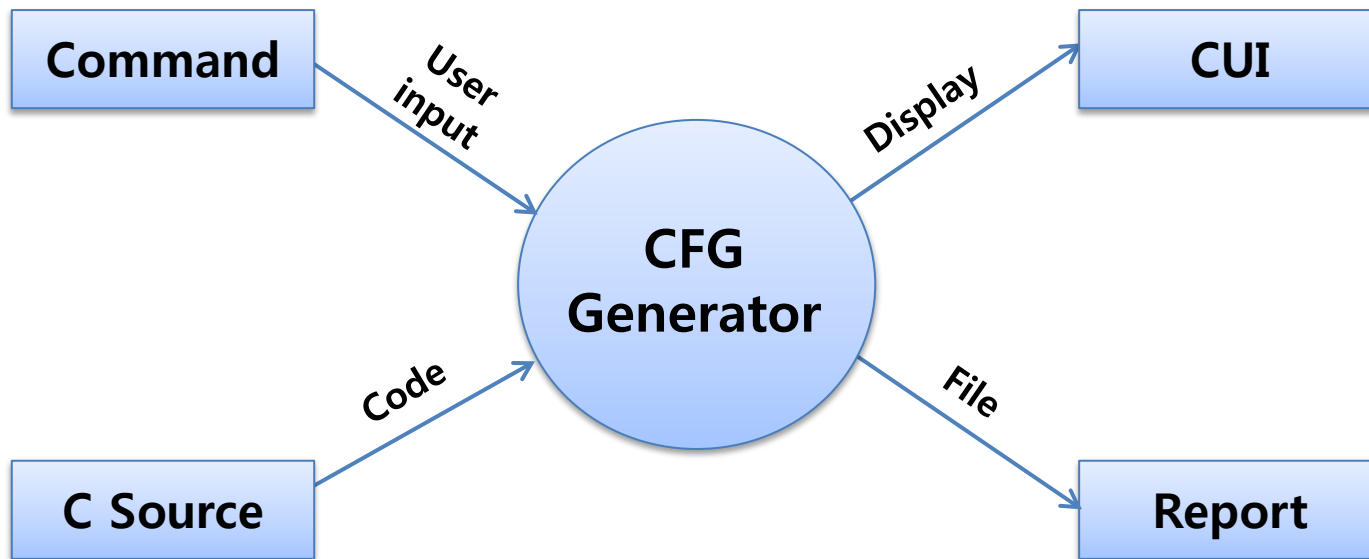 Command
User
input
CUI
Display
CFG
Generator
Code
File
C Source
Report